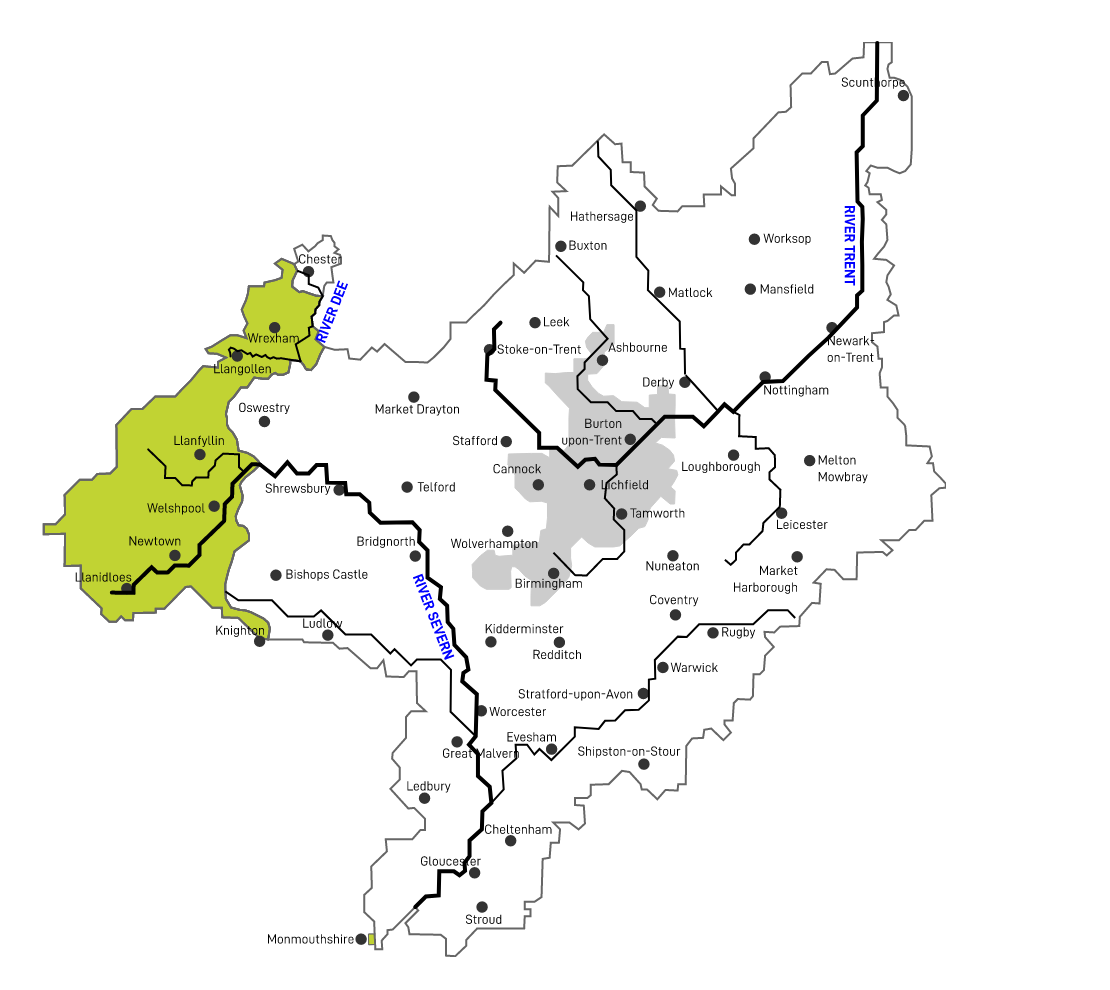 Scunthorpe
Hathersage
RIVER TRENT
Worksop
Buxton
Chester
Mansfield
Matlock
RIVER DEE
Leek
Wrexham
Newark-
on-Trent
Stoke-on-Trent
Ashbourne
Llangollen
Derby
Nottingham
Oswestry
Market Drayton
Burton
upon-Trent
Llanfyllin
Stafford
Melton
Mowbray
Cannock
Loughborough
Shrewsbury
Telford
Lichfield
Welshpool
Tamworth
Leicester
Newtown
Bridgnorth
Wolverhampton
Nuneaton
Market
Harborough
Llanidloes
Bishops Castle
Birmingham
Coventry
RIVER SEVERN
Knighton
Ludlow
Kidderminster
Redditch
Rugby
Warwick
Stratford-upon-Avon
Worcester
Evesham
Great Malvern
Shipston-on-Stour
Ledbury
Cheltenham
Gloucester
Stroud
Monmouthshire